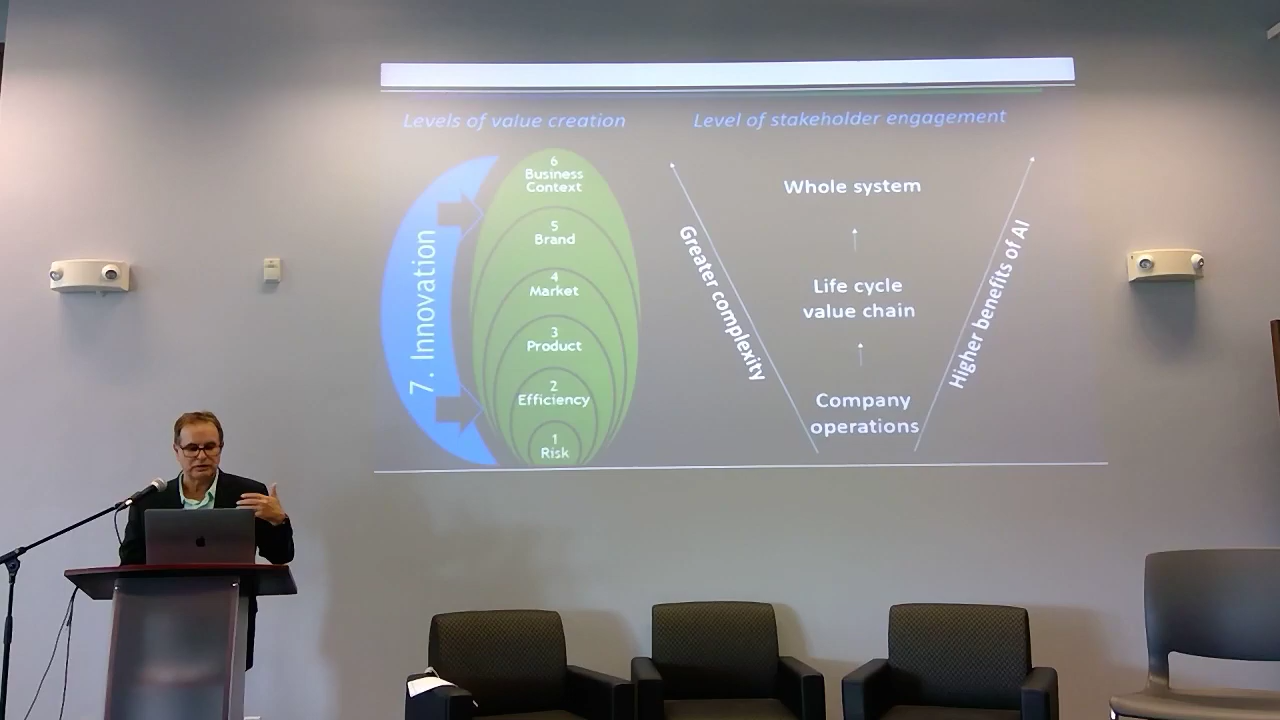 Levels of value creation
Level of stakeholder engagement
7. Innovation
6
Business
Context
5
Brand
4
Market
3
Product
2
Efficiency
1
Risk
Greater complexity
Whole system
Life cycle
value chain
Company
operations
Higher benefits of AI